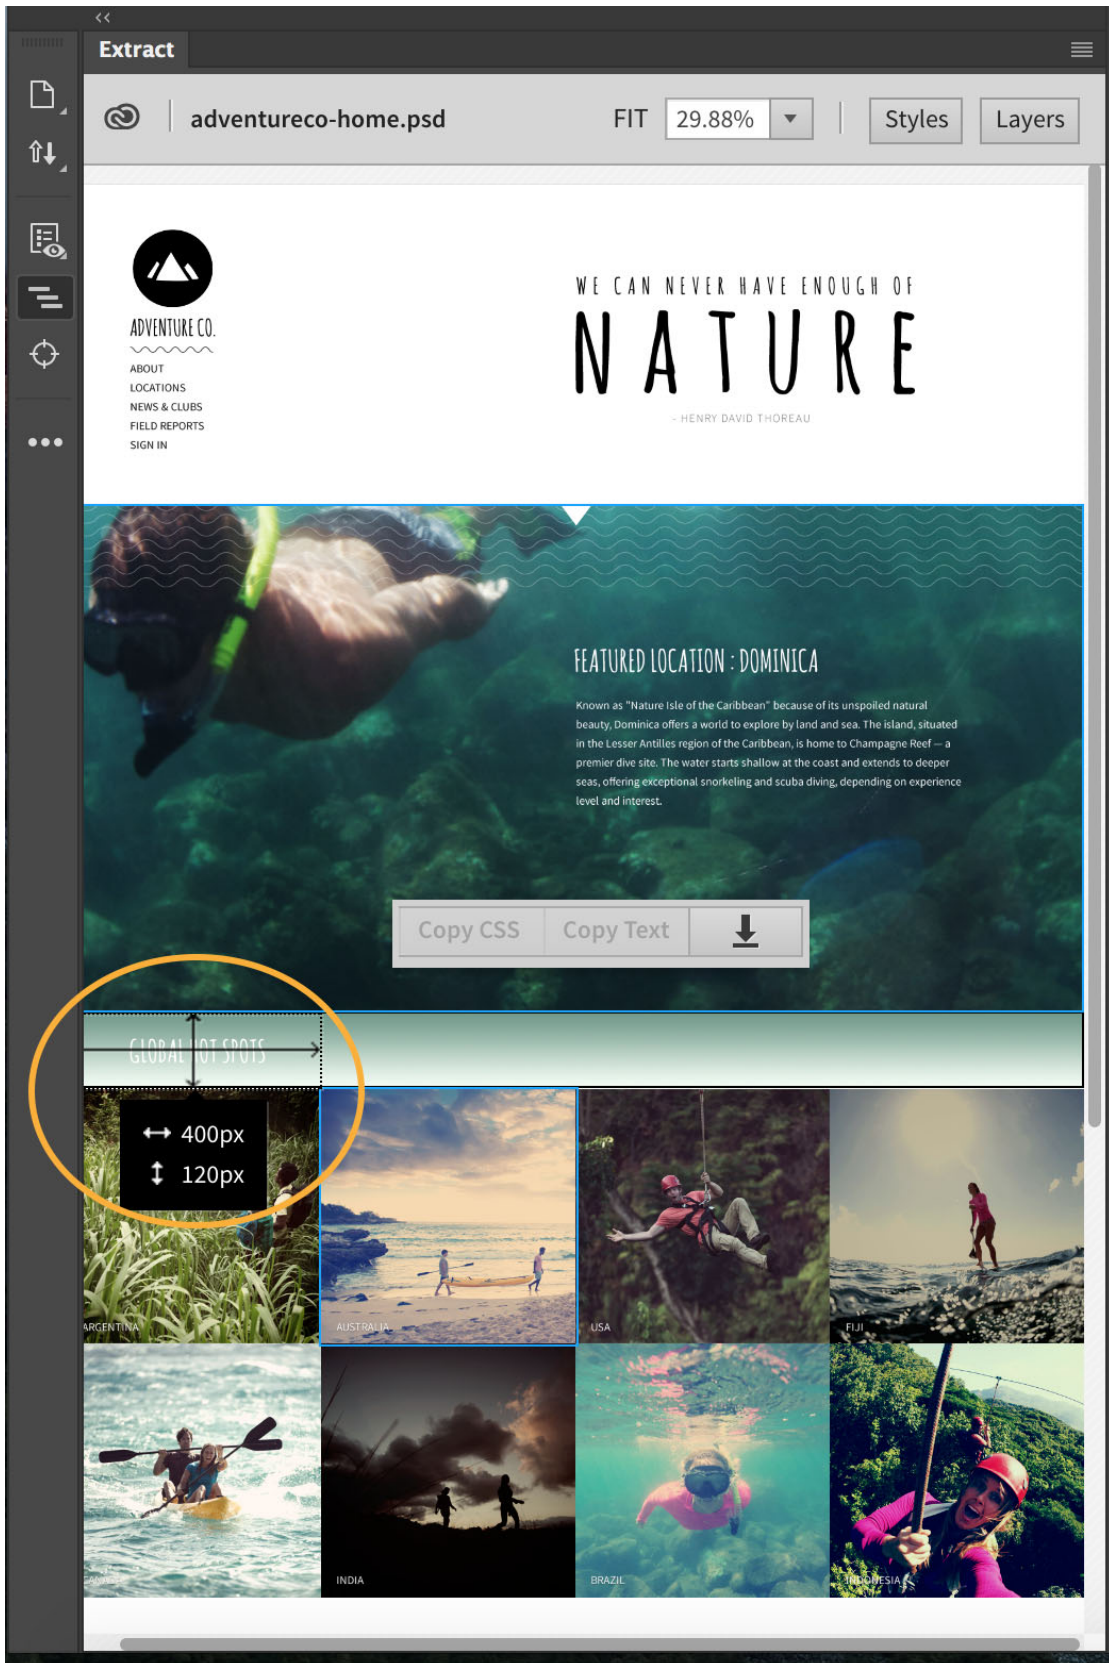 Extract
adventureco-home.psd
FIT
29.88%
Styles
Layers
ADVENTURE CO.
ABOUT
LOCATIONS
NEWS & CLUBS
FIELD REPORTS
SIGN IN
WE CAN NEVER HAVE ENOUGH OF
NATURE
– HENRY DAVID THOREAU
FEATURED LOCATION : DOMINICA
Known as "Nature Isle of the Caribbean" because of its unspoiled natural
beauty, Dominica offers a world to explore by land and sea. The island, situated
in the Lesser Antilles region of the Caribbean, is home to Champagne Reef — a
premier dive site. The water starts shallow at the coast and extends to deeper
seas, offering exceptional snorkeling and scuba diving, depending on experience
level and interest.
Copy CSS
Copy Text
GLOBAL HOT SPOTS
400px
120px
ARGENTINA
AUSTRALIA
USA
FIJI
INDIA
BRAZIL
INDONESIA